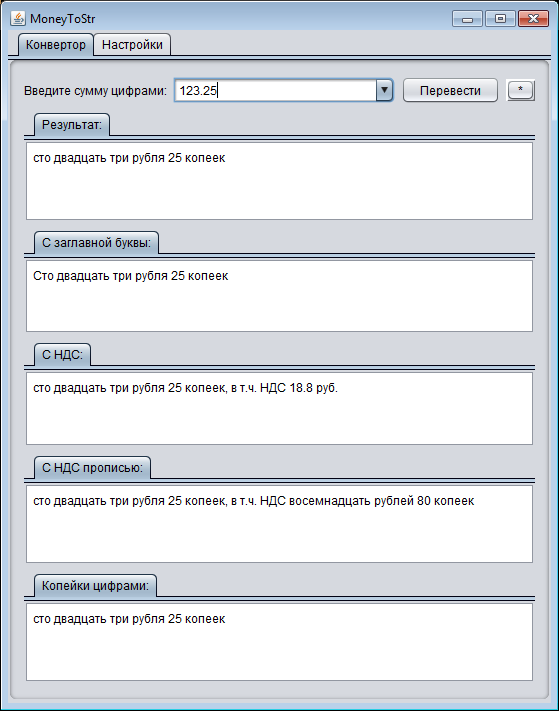 MoneyToStr
Конвертор Настройки
Введите сумму цифрами: 123.25 Перевести *
Результат:
сто двадцать три рубля 25 копеек
С заглавной буквы:
Сто двадцать три рубля 25 копеек
С НДС:
сто двадцать три рубля 25 копеек, в т.ч. НДС 18.8 руб.
С НДС прописью:
сто двадцать три рубля 25 копеек, в т.ч. НДС восемнадцать рублей 80 копеек
Копейки цифрами:
сто двадцать три рубля 25 копеек